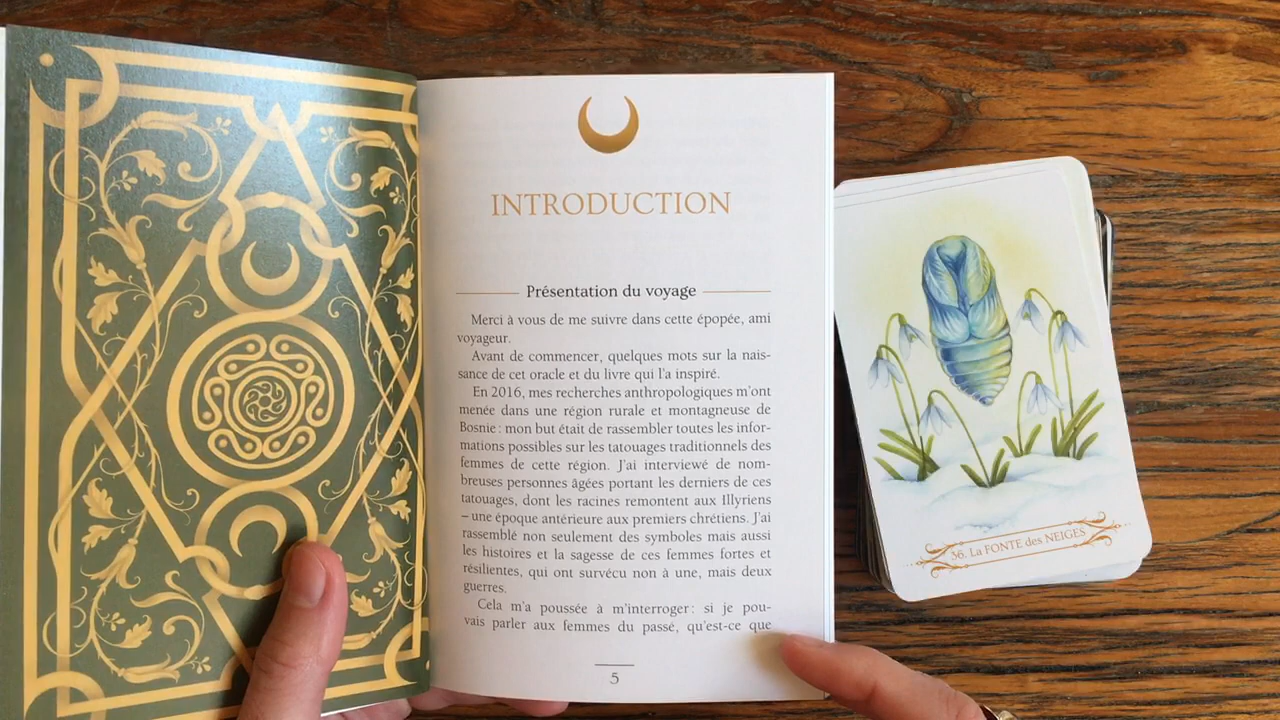 INTRODUCTION
Présentation du voyage
Merci à vous de me suivre dans cette épopée, ami
voyageur.
Avant de commencer, quelques mots sur la nais-
sance de cet oracle et du livre qui l'a inspiré.
En 2016, mes recherches anthropologiques m'ont
menée dans une région rurale et montagneuse de
Bosnie : mon but était de rassembler toutes les infor-
mations possibles sur les tatouages traditionnels des
femmes de cette région. J'ai interviewé de nom-
breuses personnes âgées portant les derniers de ces
tatouages, dont les racines remontent aux Illyriens
– une époque antérieure aux premiers chrétiens. J'ai
rassemblé non seulement des symboles mais aussi
les histoires et la sagesse de ces femmes fortes et
résilientes, qui ont survécu non à une, mais deux
guerres.
Cela m'a poussée à m'interroger : si je pou-
vais parler aux femmes du passé, qu'est-ce que
5
36. La FONTE des NEIGES